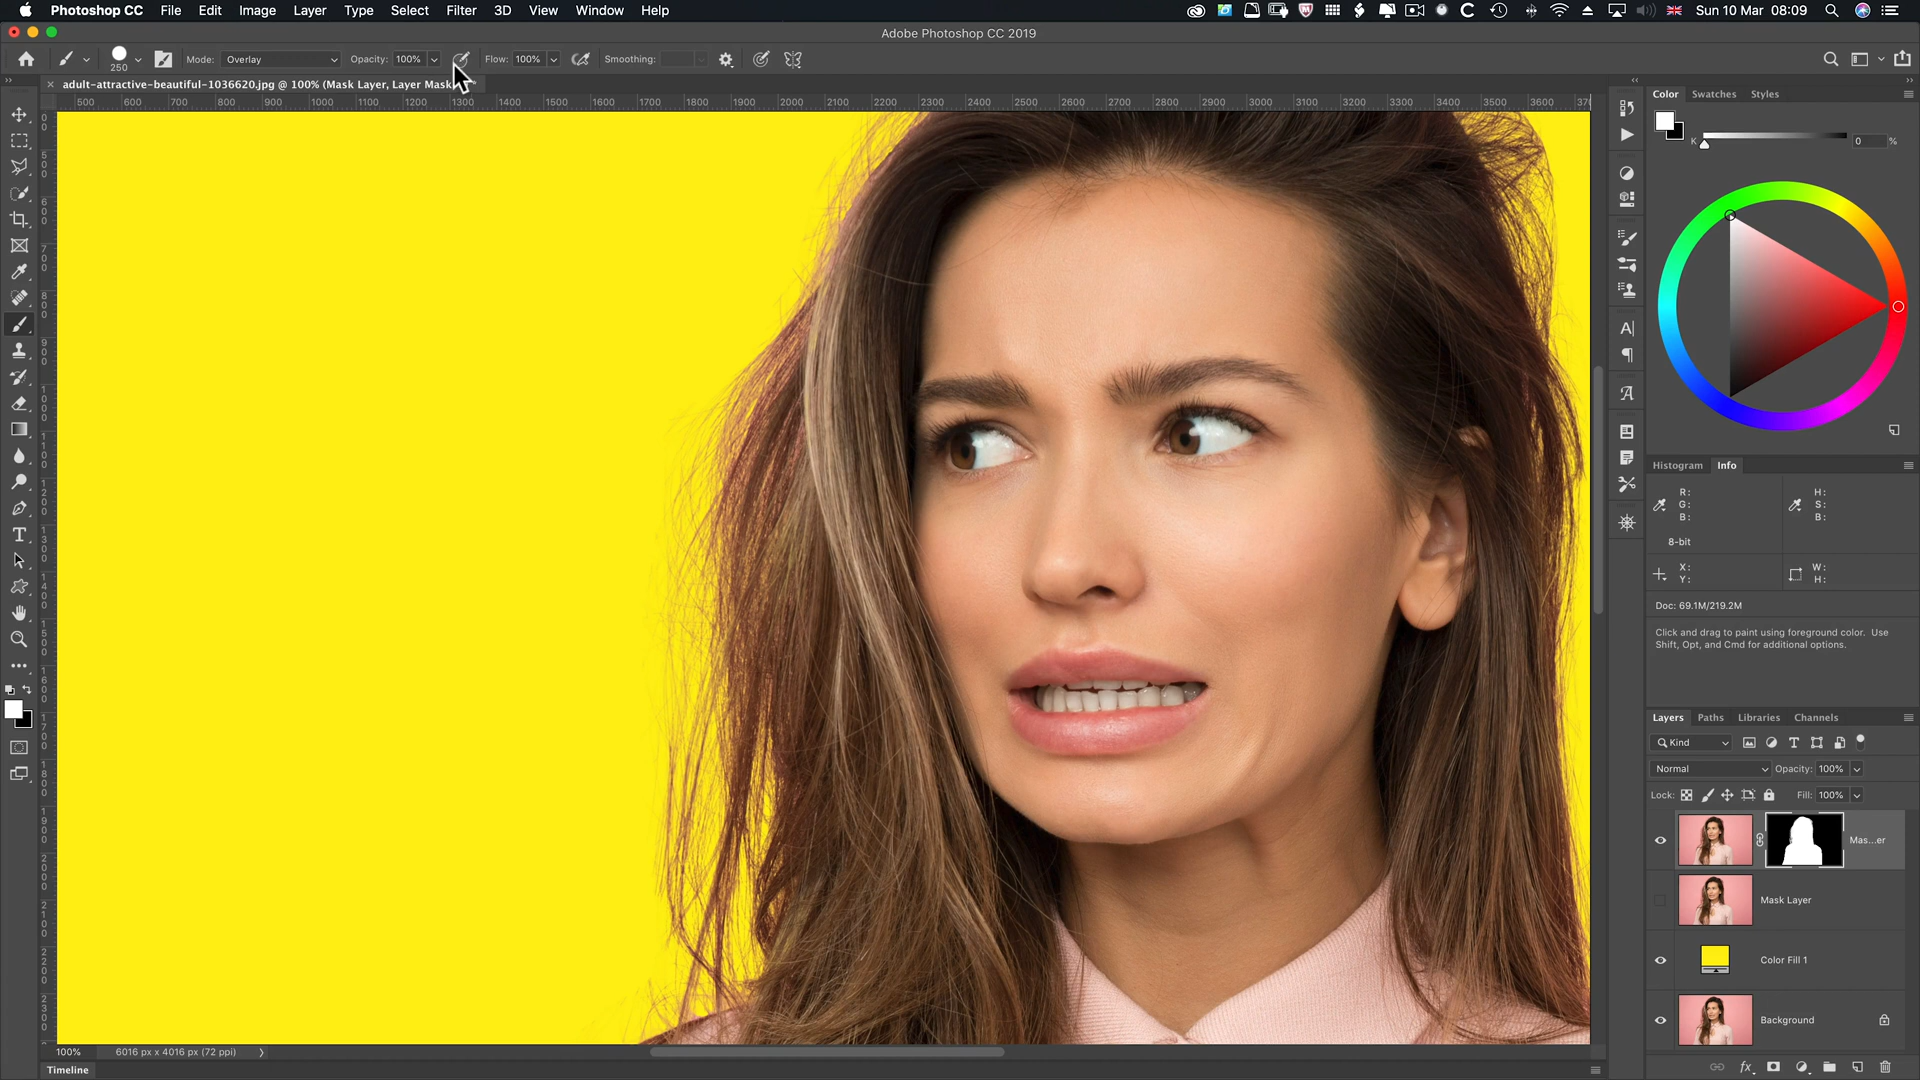 Photoshop CC File Edit Image Layer Type Select Filter 3D View Window Help Sun 10 Mar 08:09
Adobe Photoshop CC 2019
250 Mode: Overlay Opacity: 100% Flow: 100% Smoothing:
adult-attractive-beautiful-1036620.jpg @ 100% (Mask Layer, Layer Mask
500 600 700 800 900 1000 1100 1200 1300 1400 1500 1600 1700 1800 1900 2000 2100 2200 2300 2400 2500 2600 2700 2800 2900 3000 3100 3200 3300 3400 3500 3600
Color Swatches Styles
K 0 %
Histogram Info
R: H:
G: S:
B: B:
8-bit
X: W:
Y: H:
Doc: 69.1M/219.2M
Click and drag to paint using foreground color. Use
Shift, Opt, and Cmd for additional options.
Layers Paths Libraries Channels
Kind
Normal Opacity: 100%
Lock: Fill: 100%
Mas...er
Mask Layer
Color Fill 1
Background
100% 6016 px x 4016 px (72 ppi)
Timeline